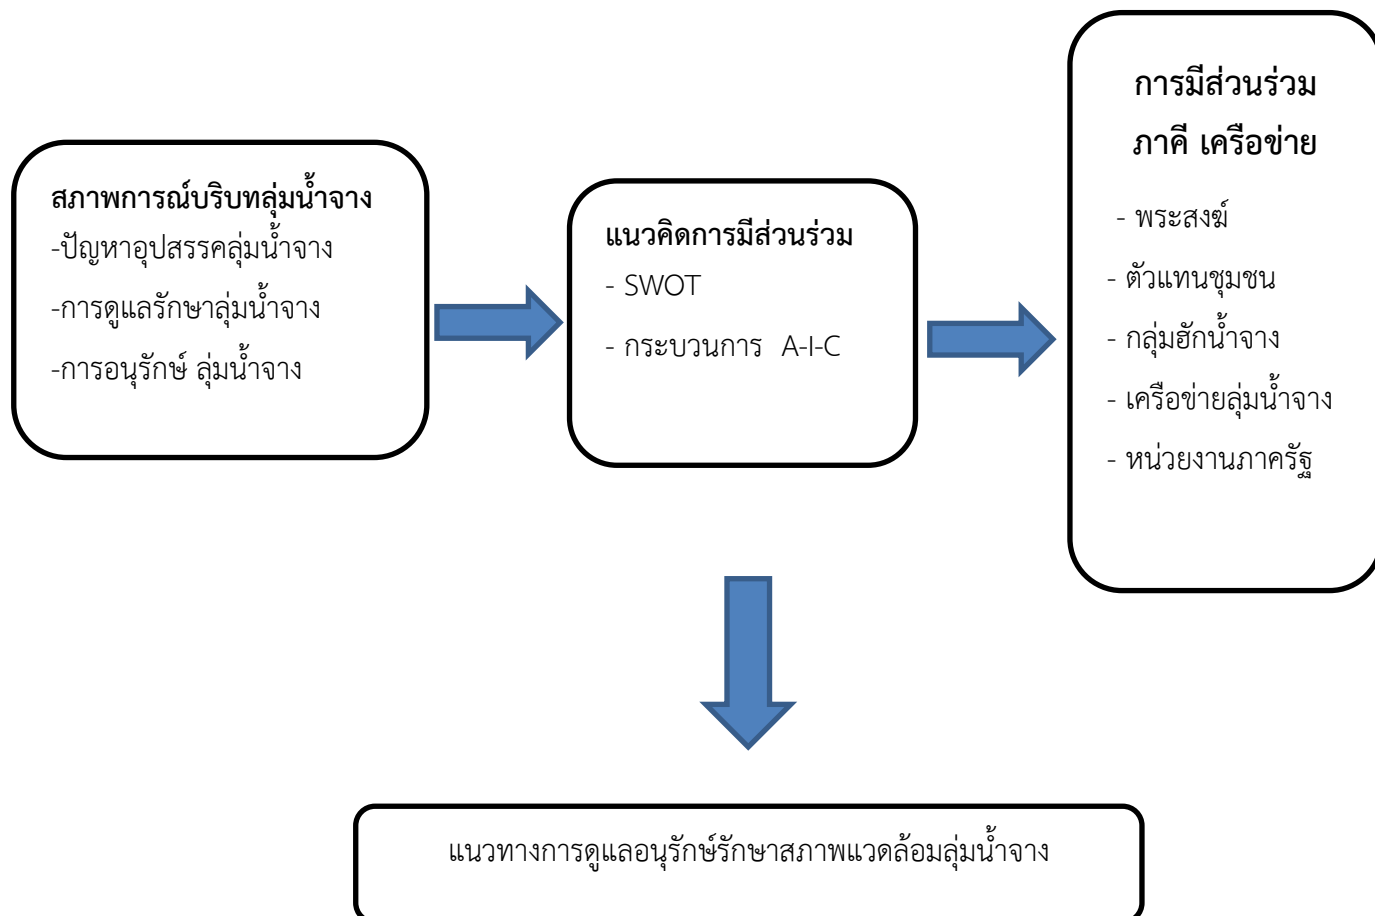 สภาพการณ์บริบทลุ่มน้ำจาง
-ปัญหาอุปสรรคลุ่มน้ำจาง
-การดูแลรักษาลุ่มน้ำจาง
-การอนุรักษ์ ลุ่มน้ำจาง
แนวคิดการมีส่วนร่วม
- SWOT
- กระบวนการ A-I-C
การมีส่วนร่วม
ภาคี เครือข่าย
- พระสงฆ์
- ตัวแทนชุมชน
- กลุ่มฮักน้ำจาง
- เครือข่ายลุ่มน้ำจาง
- หน่วยงานภาครัฐ
แนวทางการดูแลอนุรักษ์รักษาสภาพแวดล้อมลุ่มน้ำจาง